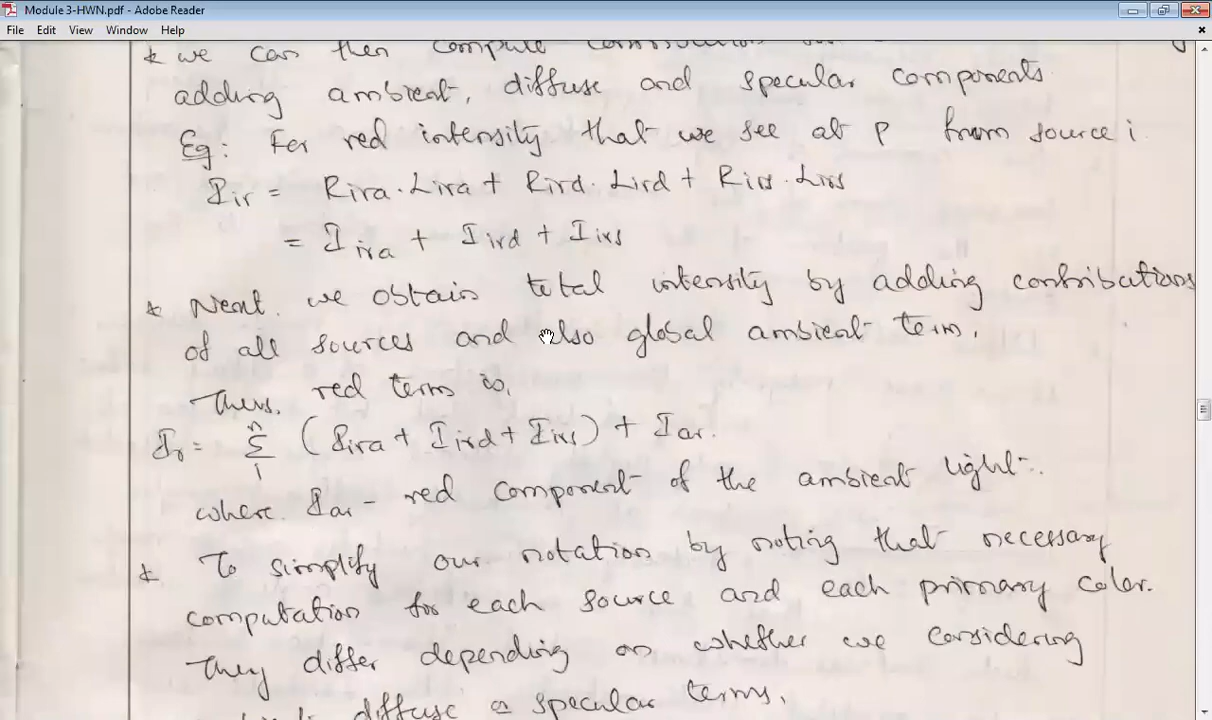 Module 3-HWN.pdf - Adobe Reader
File Edit View Window Help
* we can then compute
adding ambient, diffuse and specular components
Eg: For red intensity that we see at P from source i.
Iir = Rira.Lira + Rird.Lird + Rirs.Lirs
= Iira + Iird + Iirs
* Next we obtain total intensity by adding contributions
of all sources and also global ambient term.
Thus, red term is,
Ir = n Σ 1 (Iira + Iird + Iirs) + Iar.
where Iar - red component of the ambient light.
* To simplify our notation by noting that necessary
computation for each source and each primary color.
They differ depending on whether we considering
diffuse or specular terms.